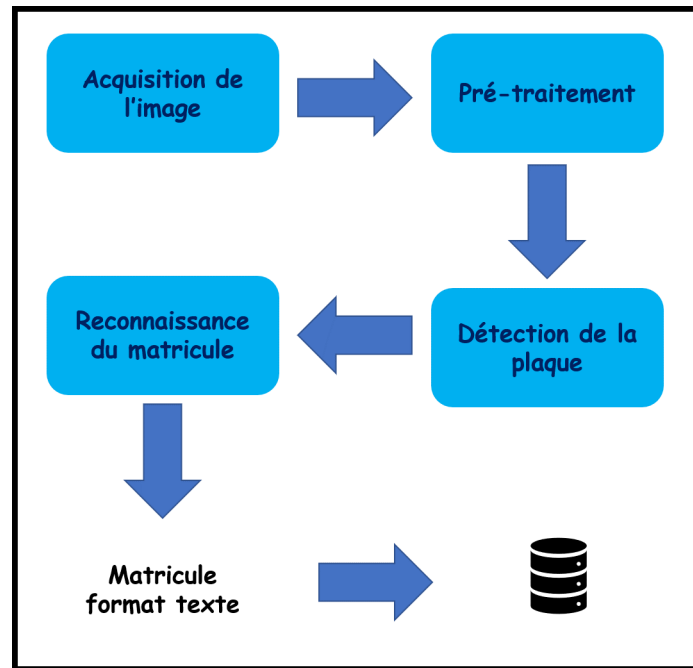 Acquisition de
l'image
Pré-traitement
Détection de la
plaque
Reconnaissance
du matricule
Matricule
format texte